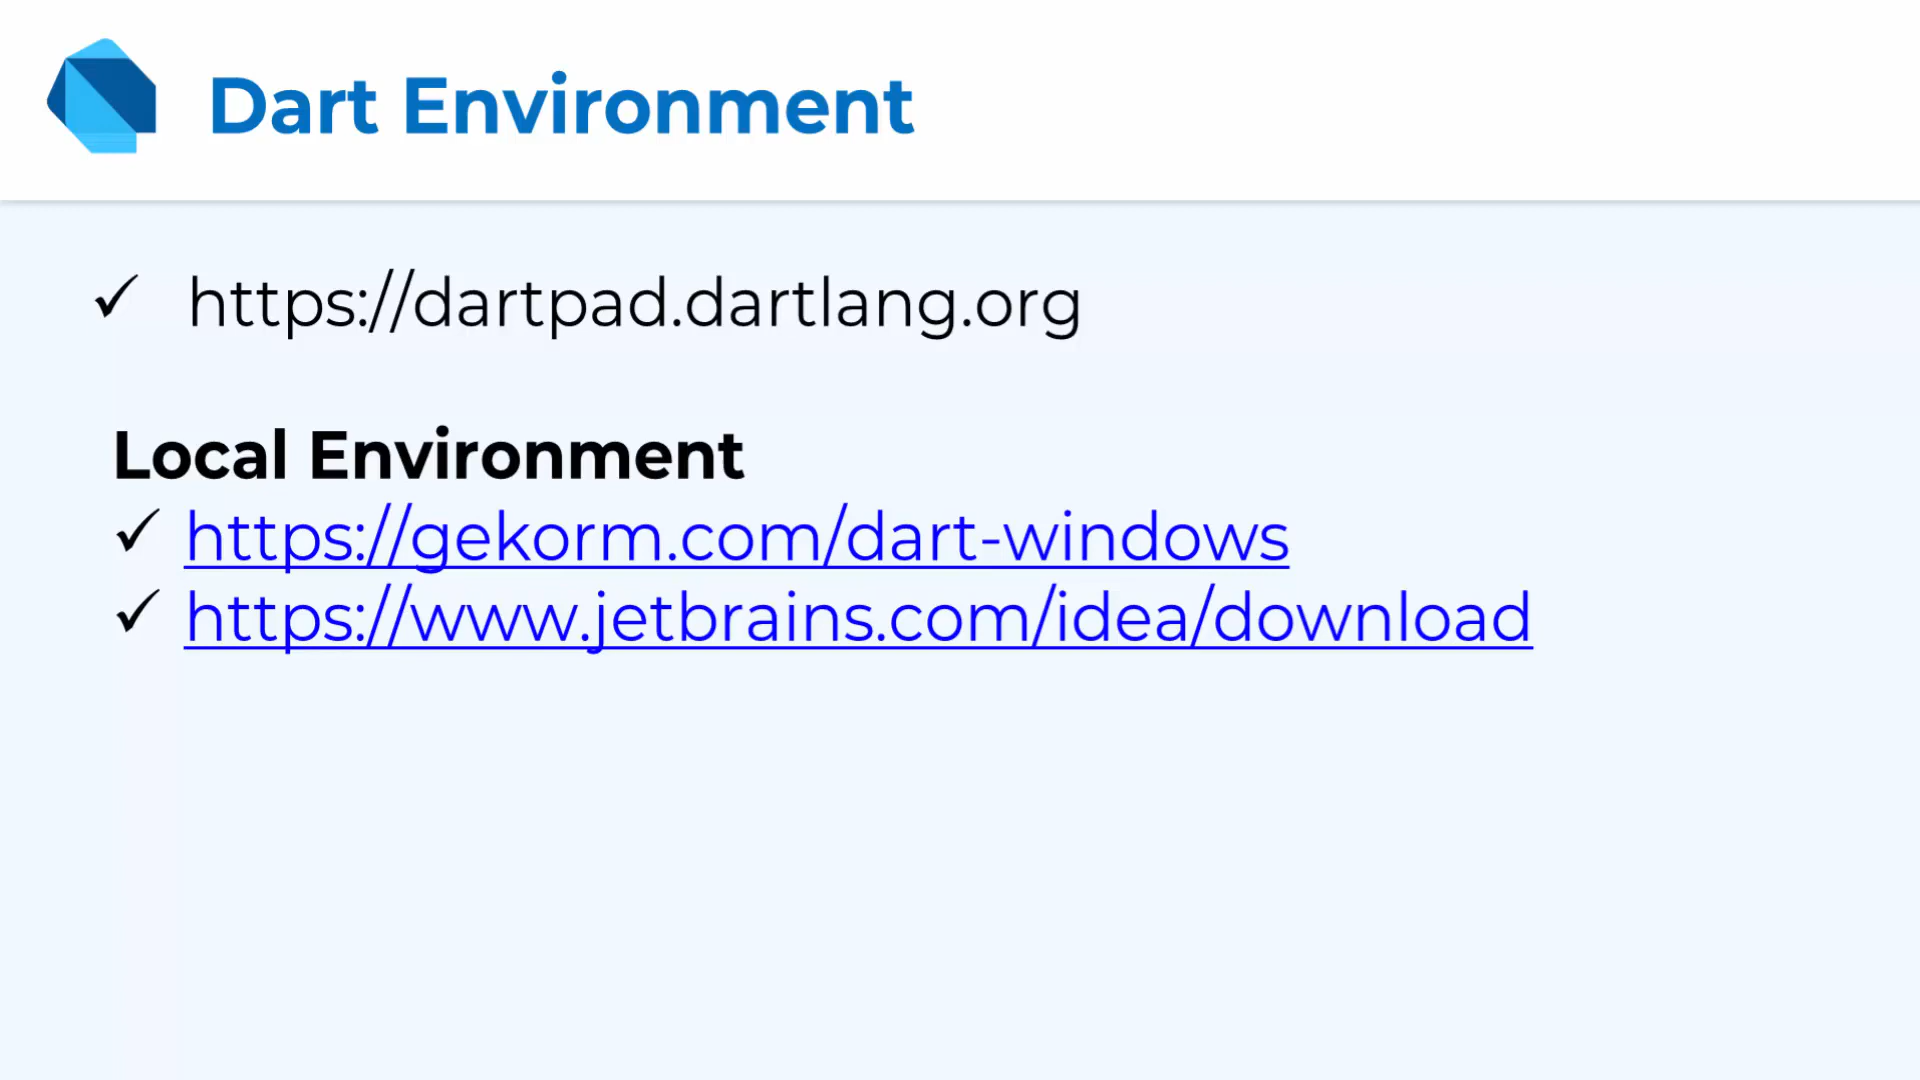 Dart Environment
✓ https://dartpad.dartlang.org
Local Environment
✓ https://gekorm.com/dart-windows
✓ https://www.jetbrains.com/idea/download